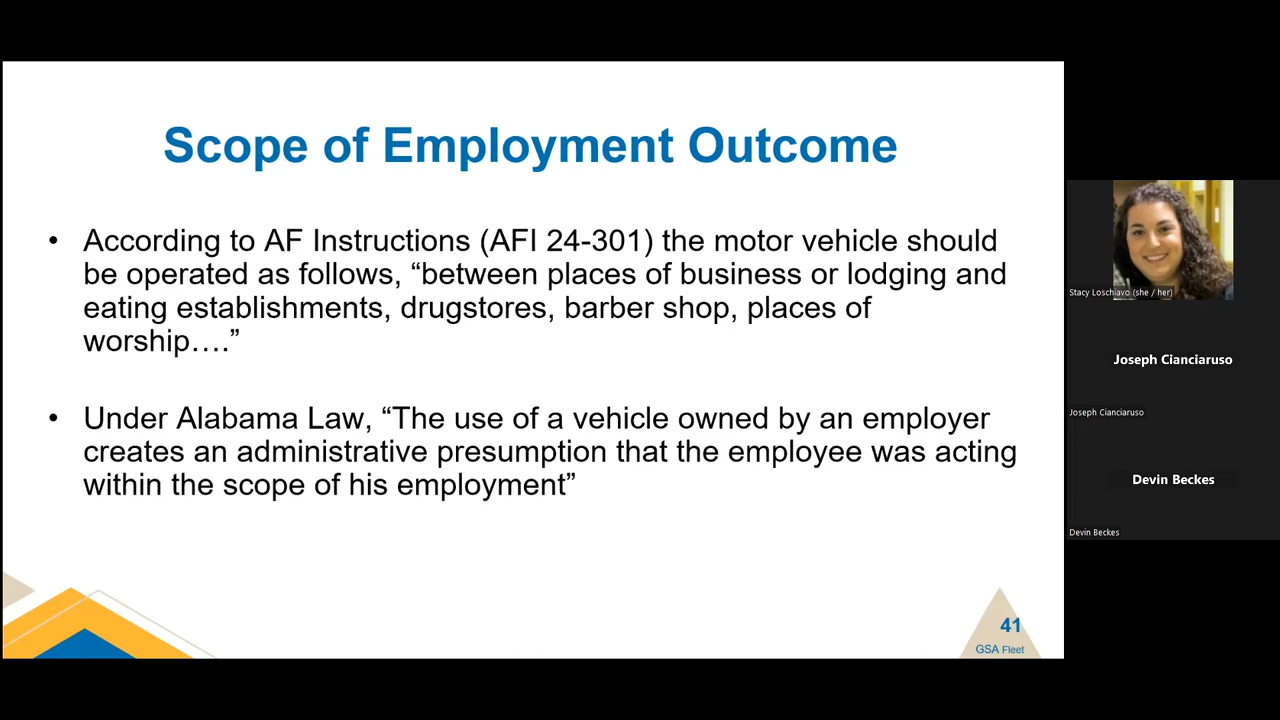 Scope of Employment Outcome
• According to AF Instructions (AFI 24-301) the motor vehicle should
be operated as follows, “between places of business or lodging and
eating establishments, drugstores, barber shop, places of
worship….”
• Under Alabama Law, “The use of a vehicle owned by an employer
creates an administrative presumption that the employee was acting
within the scope of his employment”
41
GSA Fleet
Stacy Loschiavo (she / her)
Joseph Cianciaruso
Joseph Cianciaruso
Devin Beckes
Devin Beckes